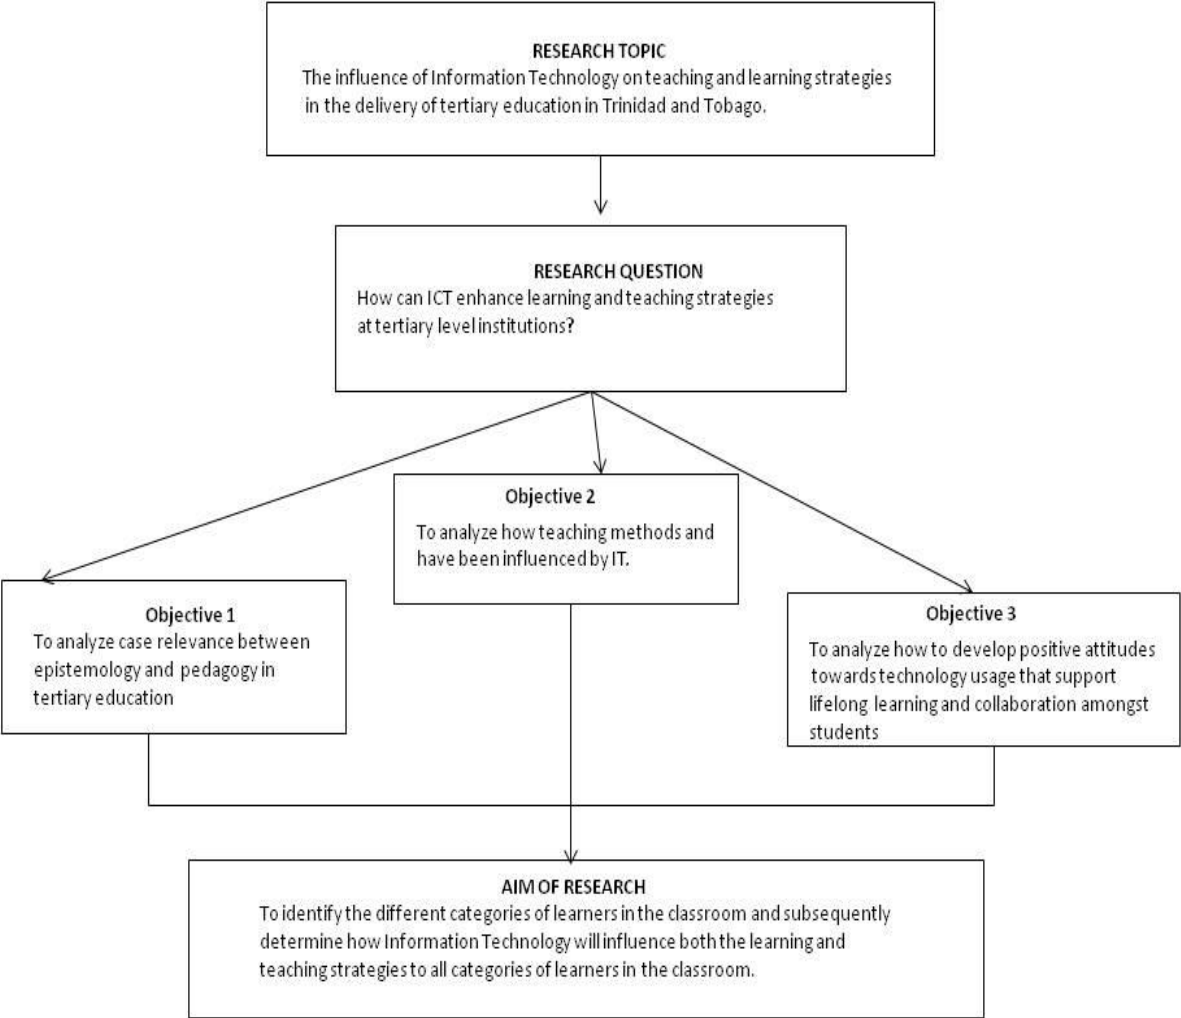 RESEARCH TOPIC
The influence of Information Technology on teaching and learning strategies
in the delivery of tertiary education in Trinidad and Tobago.
RESEARCH QUESTION
How can ICT enhance learning and teaching strategies
at tertiary level institutions?
Objective 2
To analyze how teaching methods and
have been influenced by IT.
Objective 1
To analyze case relevance between
epistemology and pedagogy in
tertiary education
Objective 3
To analyze how to develop positive attitudes
towards technology usage that support
lifelong learning and collaboration amongst
students
AIM OF RESEARCH
To identify the different categories of learners in the classroom and subsequently
determine how Information Technology will influence both the learning and
teaching strategies to all categories of learners in the classroom.